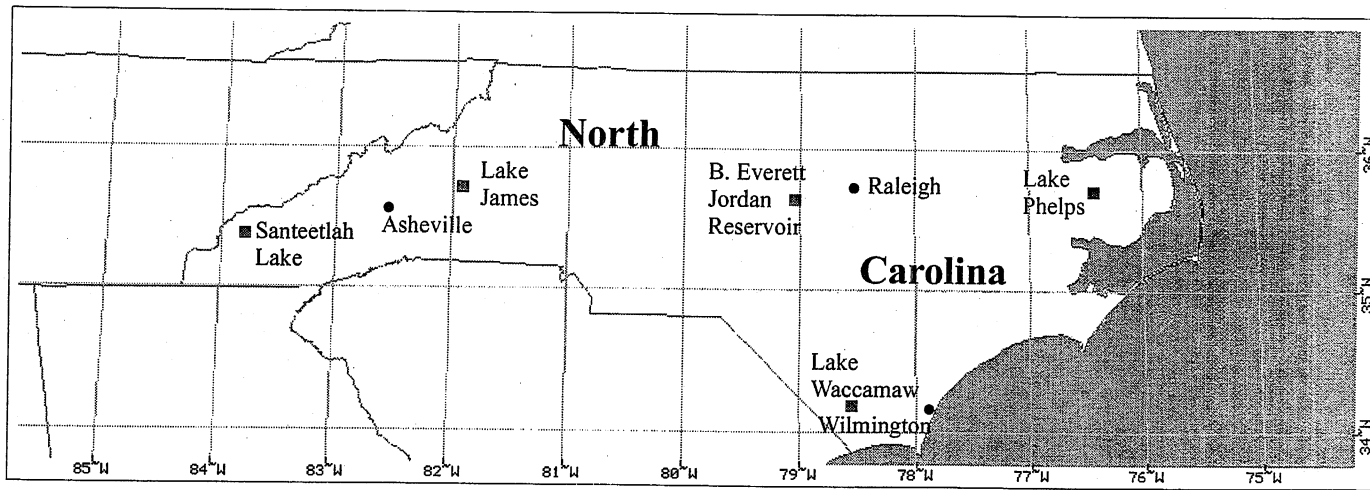 North
Carolina
Lake
James
B. Everett
Jordan
Reservoir
Raleigh
Lake
Phelps
Asheville
Santeetlah
Lake
Lake
Waccamaw
Wilmington
36°W
35°W
34°W
85°W
84°W
83°W
82°W
81°W
80°W
79°W
78°W
77°W
76°W
75°W